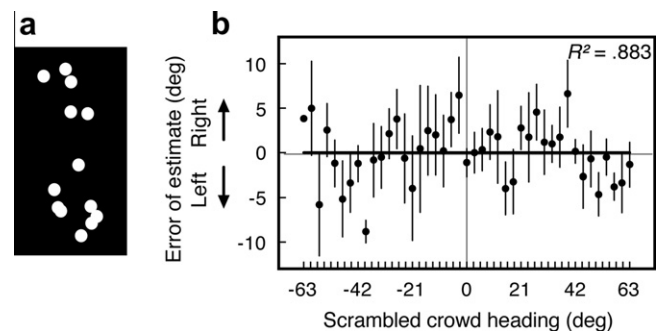 a
b
R² = .883
Error of estimate (deg)
Left
Right
10
5
0
-5
-10
-63
-42
-21
0
21
42
63
Scrambled crowd heading (deg)